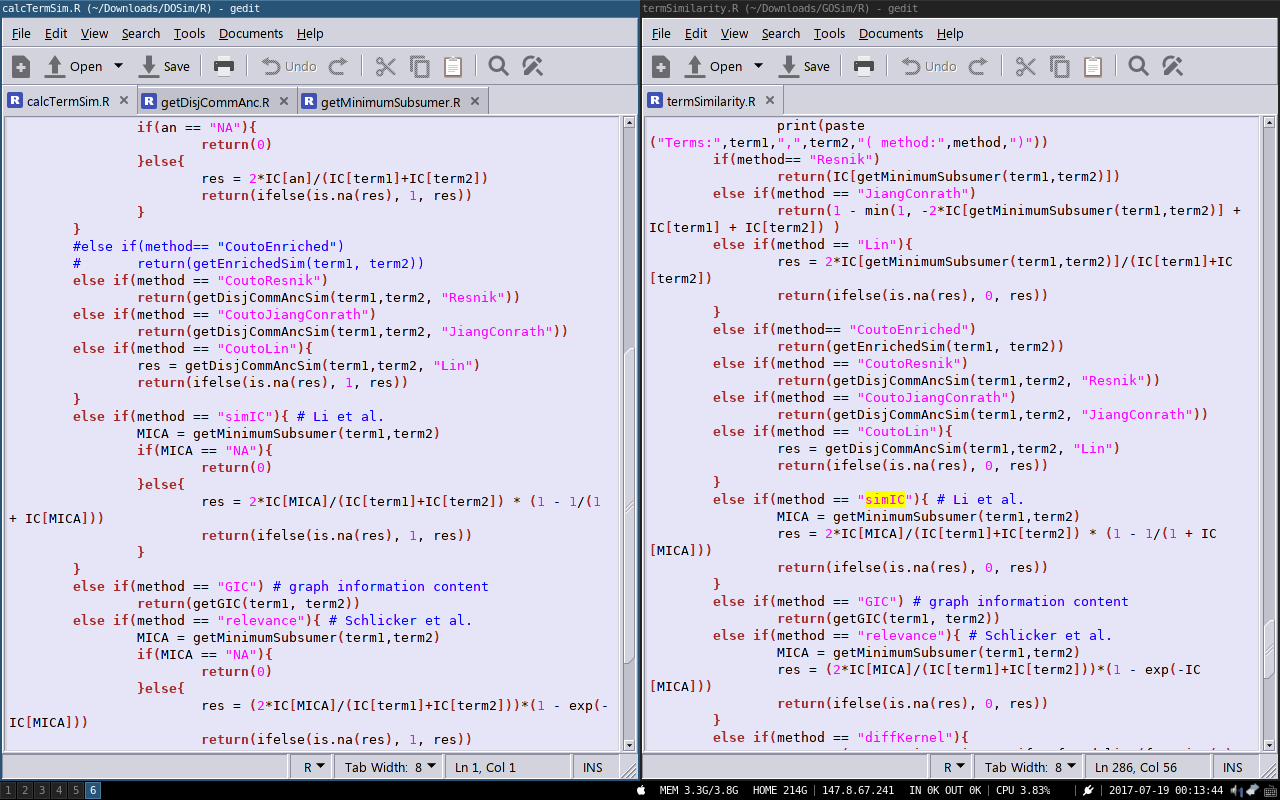 calcTermSim.R (~/Downloads/DOSim/R) - gedit
File Edit View Search Tools Documents Help
Open Save Undo
calcTermSim.R getDisjCommAnc.R getMinimumSubsumer.R
if(an == "NA"){
return(0)
}else{
res = 2*IC[an]/(IC[term1]+IC[term2])
return(ifelse(is.na(res), 1, res))
}
}
#else if(method== "CoutoEnriched")
# return(getEnrichedSim(term1, term2))
else if(method == "CoutoResnik")
return(getDisjCommAncSim(term1,term2, "Resnik"))
else if(method == "CoutoJiangConrath")
return(getDisjCommAncSim(term1,term2, "JiangConrath"))
else if(method == "CoutoLin"){
res = getDisjCommAncSim(term1,term2, "Lin")
return(ifelse(is.na(res), 1, res))
}
else if(method == "simIC"){ # Li et al.
MICA = getMinimumSubsumer(term1,term2)
if(MICA == "NA"){
return(0)
}else{
res = 2*IC[MICA]/(IC[term1]+IC[term2]) * (1 - 1/(1
+ IC[MICA]))
return(ifelse(is.na(res), 1, res))
}
}
else if(method == "GIC") # graph information content
return(getGIC(term1, term2))
else if(method == "relevance"){ # Schlicker et al.
MICA = getMinimumSubsumer(term1,term2)
if(MICA == "NA"){
return(0)
}else{
res = (2*IC[MICA]/(IC[term1]+IC[term2]))*(1 - exp(-
IC[MICA]))
return(ifelse(is.na(res), 1, res))
R Tab Width: 8 Ln 1, Col 1 INS
termSimilarity.R (~/Downloads/GOSim/R) - gedit
File Edit View Search Tools Documents Help
Open Save Undo
termSimilarity.R
print(paste
("Terms:",term1,",",term2,"( method:",method,")"))
if(method== "Resnik")
return(IC[getMinimumSubsumer(term1,term2)])
else if(method == "JiangConrath")
return(1 - min(1, -2*IC[getMinimumSubsumer(term1,term2)] +
IC[term1] + IC[term2]) )
else if(method == "Lin"){
res = 2*IC[getMinimumSubsumer(term1,term2)]/(IC[term1]+IC
[term2])
return(ifelse(is.na(res), 0, res))
}
else if(method== "CoutoEnriched")
return(getEnrichedSim(term1, term2))
else if(method == "CoutoResnik")
return(getDisjCommAncSim(term1,term2, "Resnik"))
else if(method == "CoutoJiangConrath")
return(getDisjCommAncSim(term1,term2, "JiangConrath"))
else if(method == "CoutoLin"){
res = getDisjCommAncSim(term1,term2, "Lin")
return(ifelse(is.na(res), 0, res))
}
else if(method == "simIC"){ # Li et al.
MICA = getMinimumSubsumer(term1,term2)
res = 2*IC[MICA]/(IC[term1]+IC[term2]) * (1 - 1/(1 + IC
[MICA]))
return(ifelse(is.na(res), 0, res))
}
else if(method == "GIC") # graph information content
return(getGIC(term1, term2))
else if(method == "relevance"){ # Schlicker et al.
MICA = getMinimumSubsumer(term1,term2)
res = (2*IC[MICA]/(IC[term1]+IC[term2]))*(1 - exp(-IC
[MICA]))
return(ifelse(is.na(res), 0, res))
}
else if(method == "diffKernel"){
R Tab Width: 8 Ln 286, Col 56 INS
1 2 3 4 5 6 MEM 3.3G/3.8G HOME 214G 147.8.67.241 IN 0K OUT 0K CPU 3.83% 2017-07-19 00:13:44